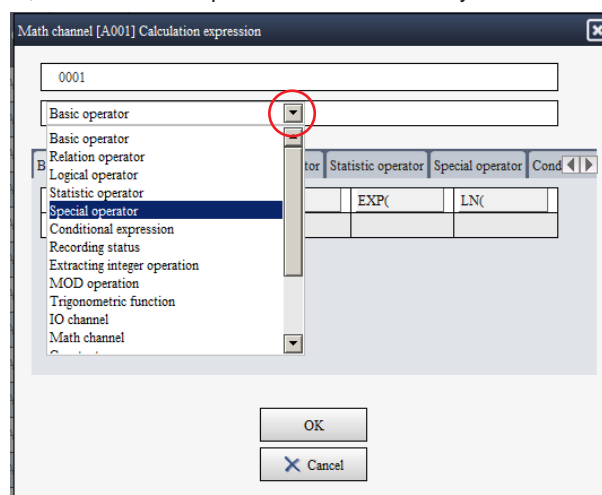 Math channel [A001] Calculation expression
0001
Basic operator
Basic operator
Relation operator
Logical operator
Statistic operator
Special operator
Conditional expression
Recording status
Extracting integer operation
MOD operation
Trigonometric function
IO channel
Math channel
B tor Statistic operator Special operator Cond
EXP( LN(
OK
Cancel